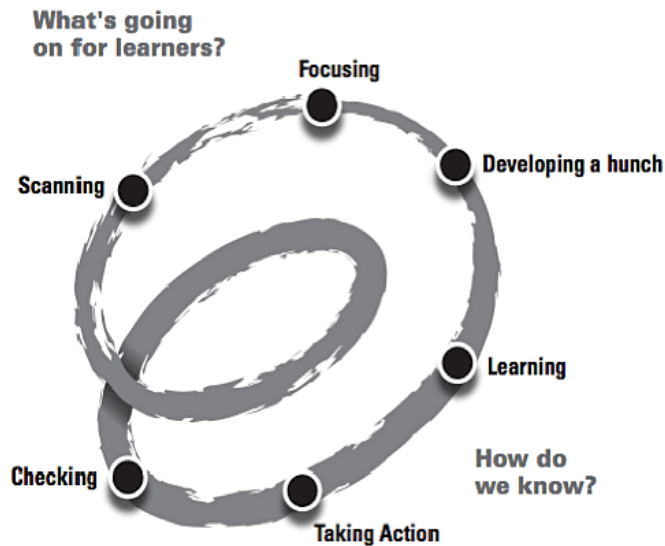 What's going
on for learners?
Focusing
Developing a hunch
Scanning
Learning
How do
we know?
Checking
Taking Action